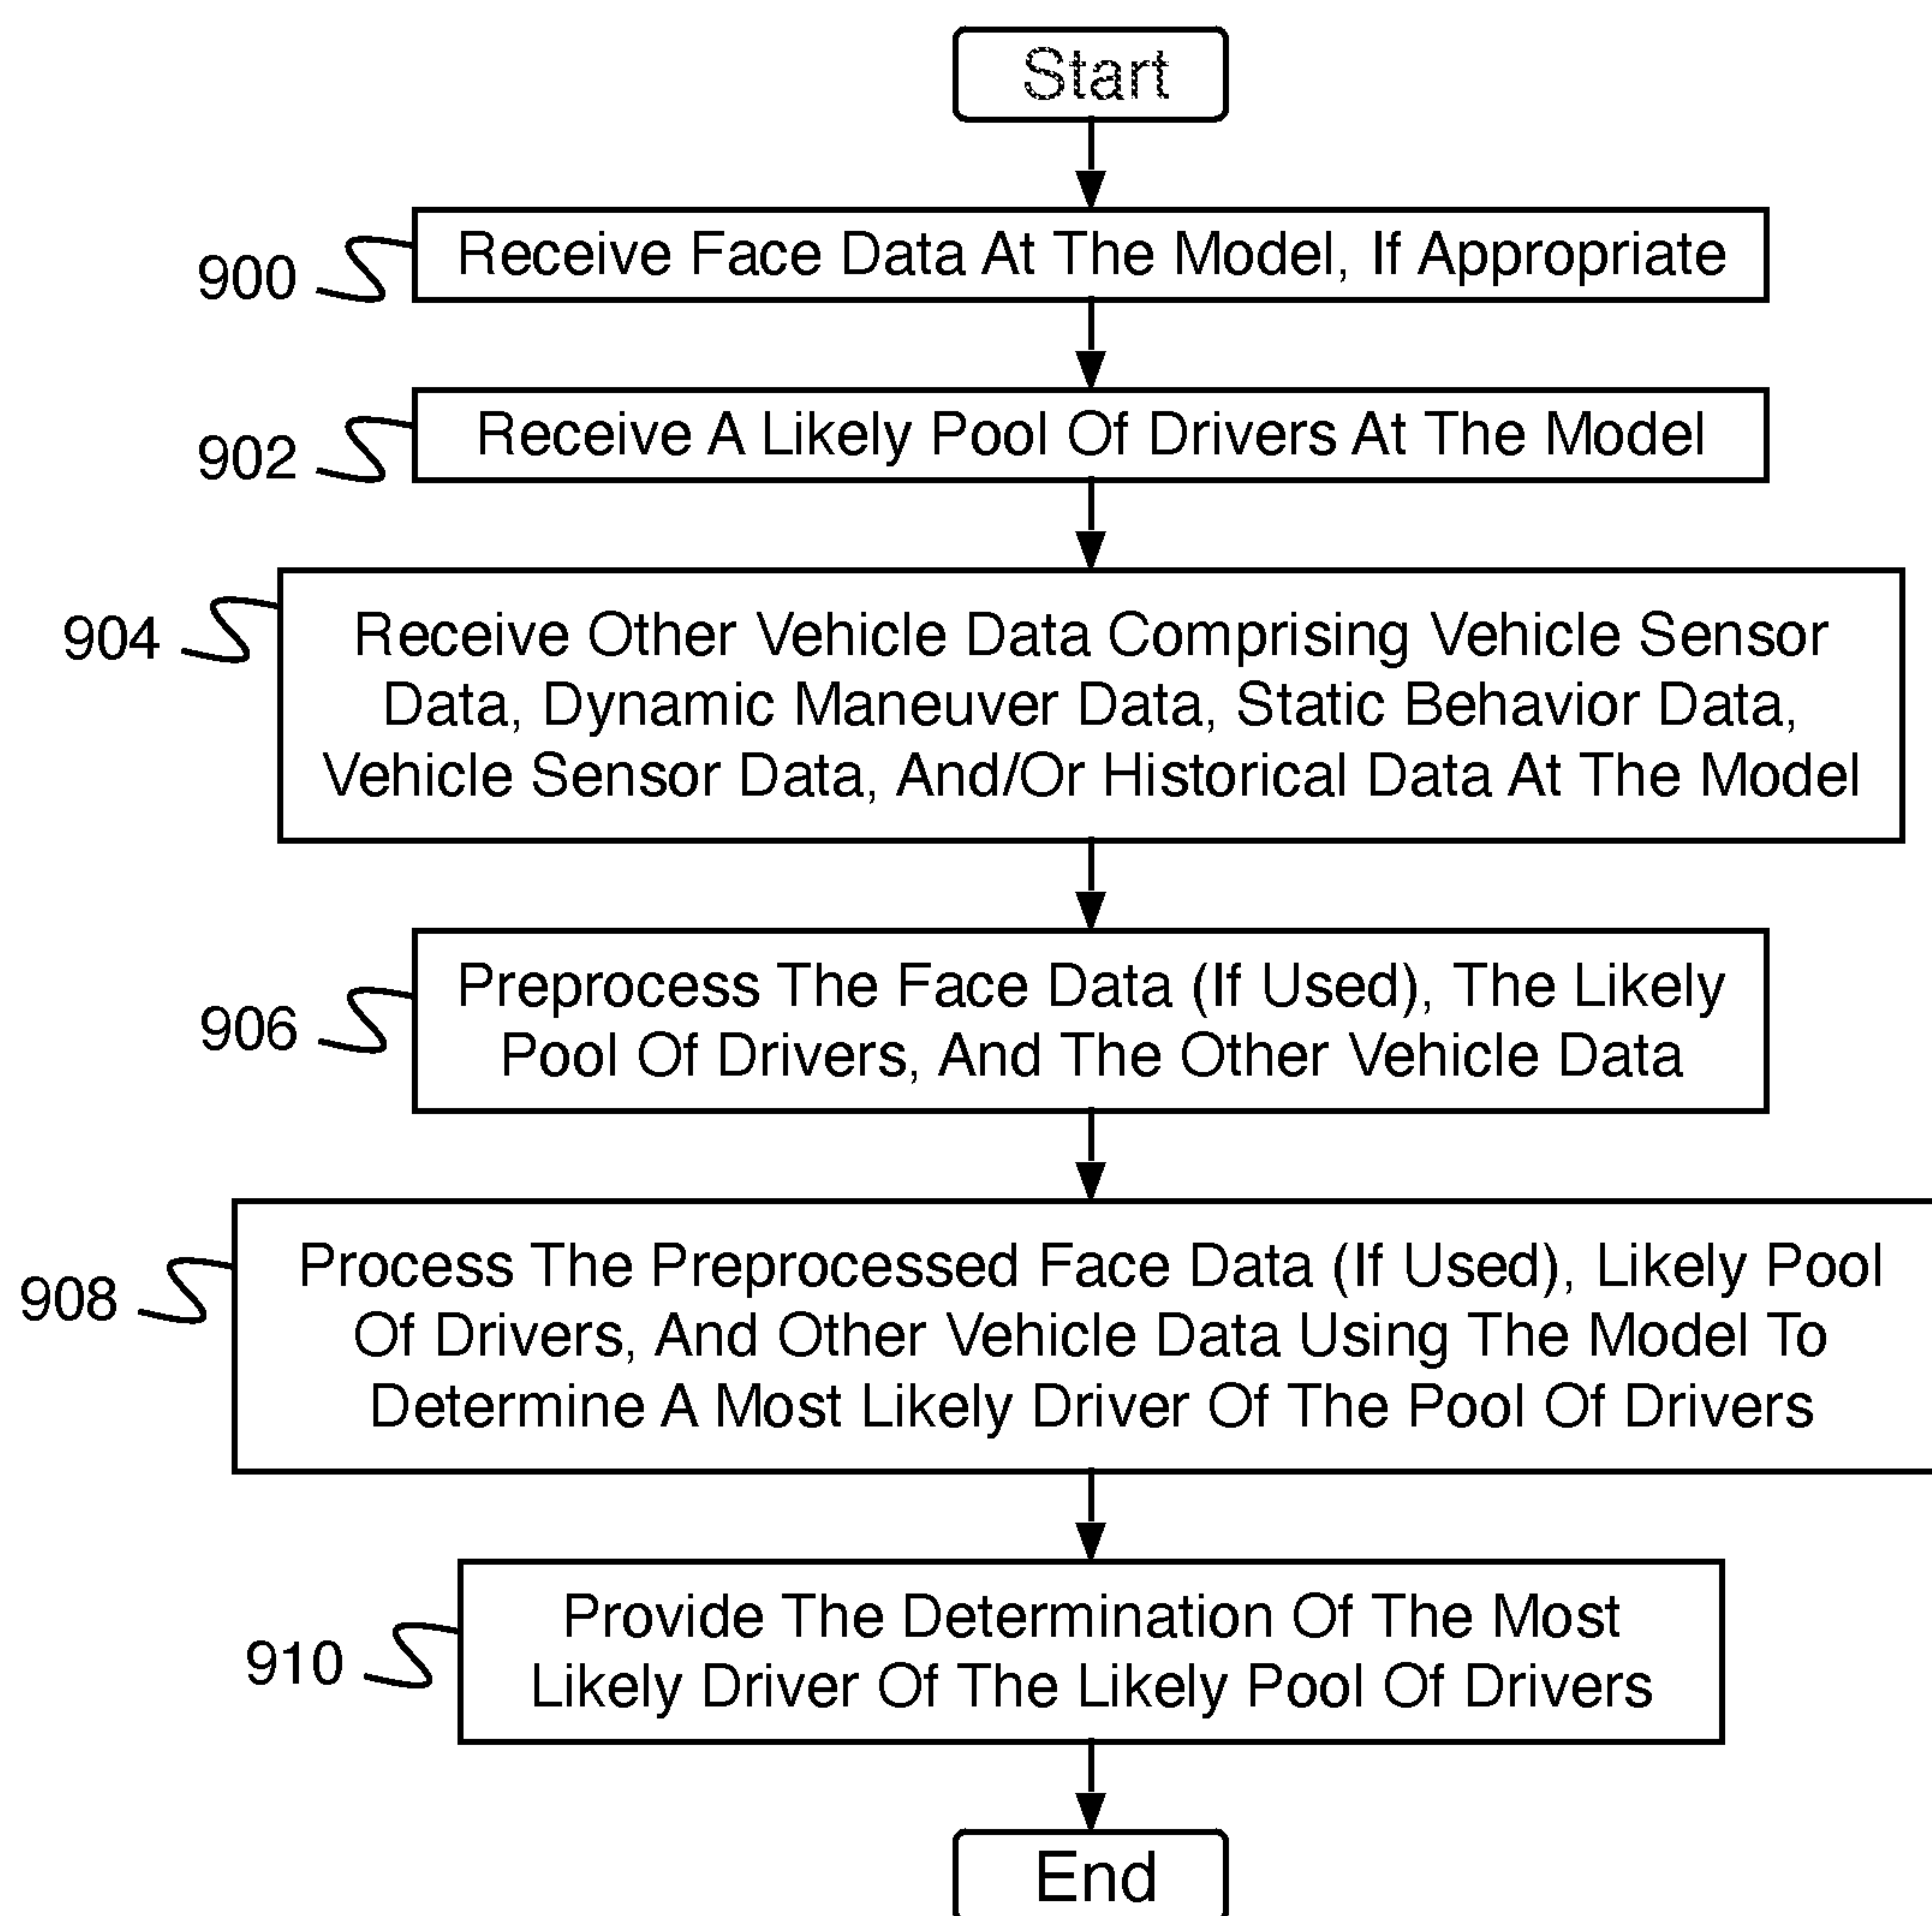 Start
900
Receive Face Data At The Model, If Appropriate
902
Receive A Likely Pool Of Drivers At The Model
904
Receive Other Vehicle Data Comprising Vehicle Sensor
Data, Dynamic Maneuver Data, Static Behavior Data,
Vehicle Sensor Data, And/Or Historical Data At The Model
906
Preprocess The Face Data (If Used), The Likely
Pool Of Drivers, And The Other Vehicle Data
908
Process The Preprocessed Face Data (If Used), Likely Pool
Of Drivers, And Other Vehicle Data Using The Model To
Determine A Most Likely Driver Of The Pool Of Drivers
910
Provide The Determination Of The Most
Likely Driver Of The Likely Pool Of Drivers
End